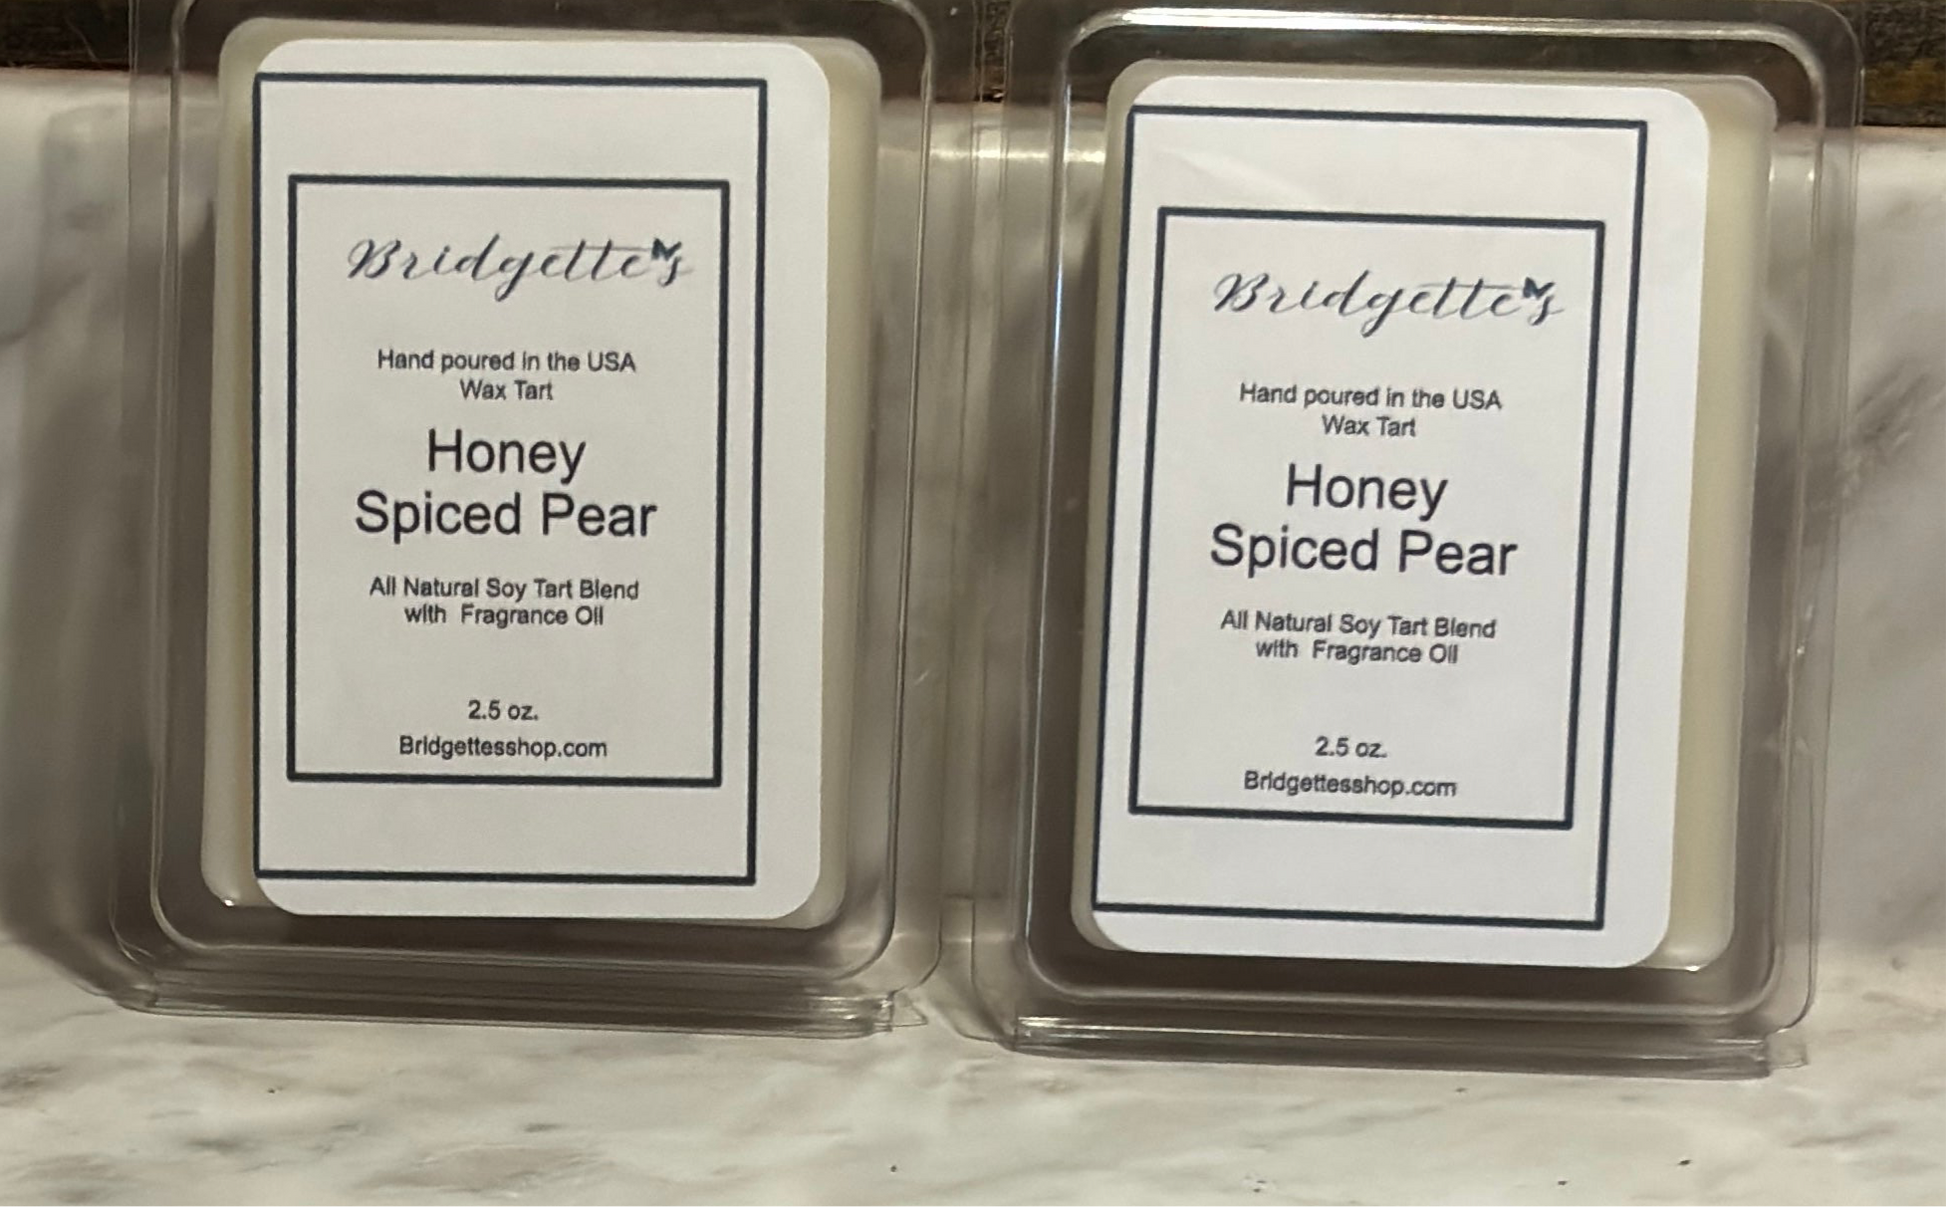 Bridgette's
Hand poured in the USA
Wax Tart
Honey
Spiced Pear
All Natural Soy Tart Blend
with Fragrance Oil
2.5 oz.
Bridgettesshop.com
Bridgette's
Hand poured in the USA
Wax Tart
Honey
Spiced Pear
All Natural Soy Tart Blend
with Fragrance Oil
2.5 oz.
Bridgettesshop.com